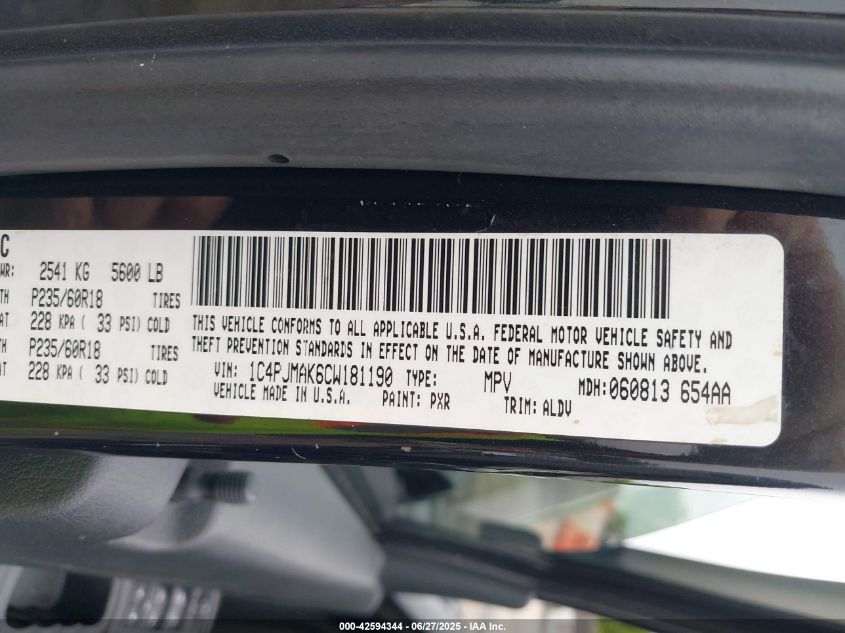 C
WR: 2541 KG 5600 LB
TH P235/60R18 TIRES
AT 228 KPA ( 33 PSI) COLD
TH P235/60R18 TIRES
AT 228 KPA ( 33 PSI) COLD
THIS VEHICLE CONFORMS TO ALL APPLICABLE U.S.A. FEDERAL MOTOR VEHICLE SAFETY AND
THEFT PREVENTION STANDARDS IN EFFECT ON THE DATE OF MANUFACTURE SHOWN ABOVE.
VIN: 1C4PJMAK6CW181190 TYPE: MPV MDH:060813 654AA
VEHICLE MADE IN U.S.A. PAINT: PXR TRIM: ALDV
000-42594344 - 06/27/2025 - IAA Inc.